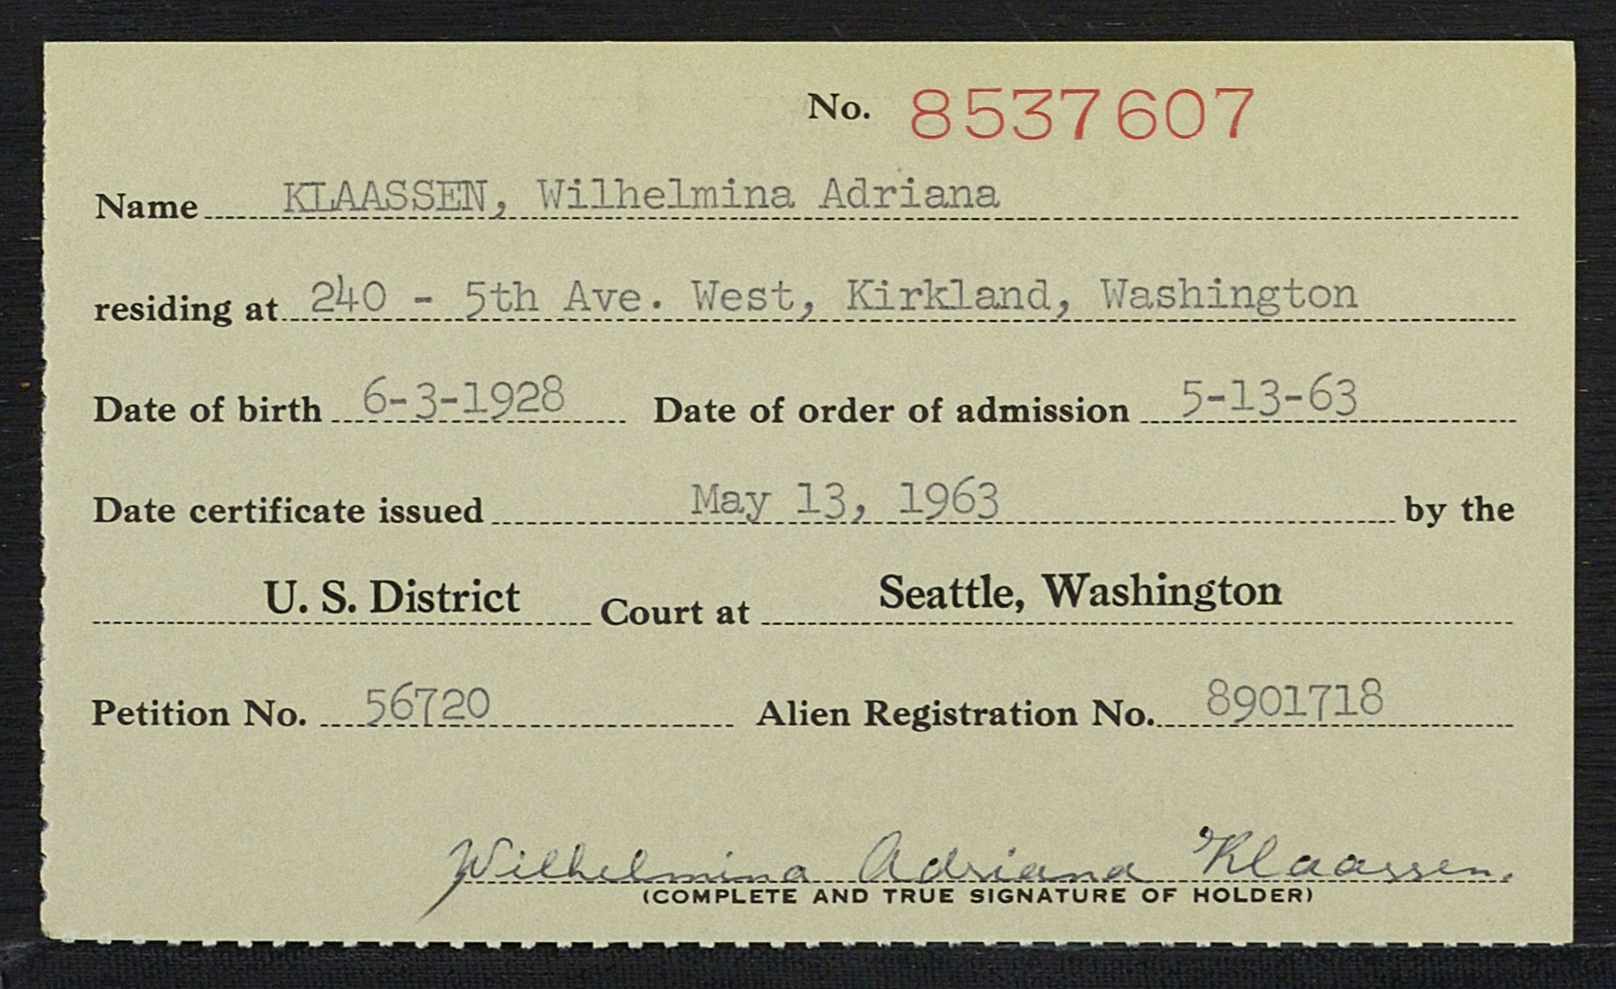 No. 8537607
Name KLAASSEN, Wilhelmina Adriana
residing at 240 - 5th Ave. West, Kirkland, Washington
Date of birth 6-3-1928 Date of order of admission 5-13-63
Date certificate issued May 13, 1963 by the
U. S. District Court at Seattle, Washington
Petition No. 56720 Alien Registration No. 8901718
Wilhelmina Adriana Klaassen.
(COMPLETE AND TRUE SIGNATURE OF HOLDER)